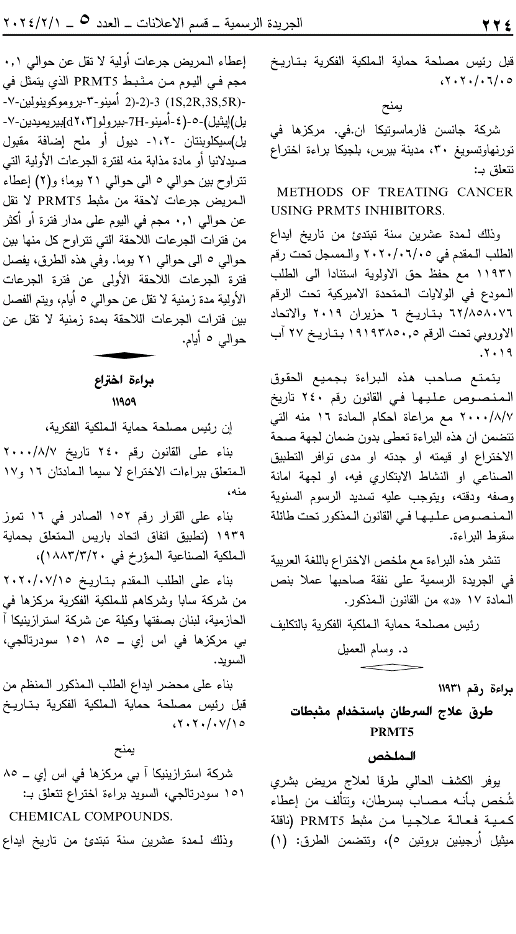 ٢٢٤
الجريدة الرسمية – قسم الاعلانات – العدد ٥ – ٢٠٢٤/٢/١
قبل رئيس مصلحة حماية الملكية الفكرية بتاريخ
٢٠٢٠/٠٦/٠٥،
يمنح
شركة جانسن فارماسوتيكا ان.في. مركزها في
تورنهاوتسويغ ٣٠، مدينة بيرس، بلجيكا براءة اختراع
تتعلق بـ:
METHODS OF TREATING CANCER
USING PRMT5 INHIBITORS.
وذلك لمدة عشرين سنة تبتدئ من تاريخ ايداع
الطلب المقدم في ٢٠٢٠/٠٦/٠٥ والمسجل تحت رقم
١١٩٣١ مع حفظ حق الاولوية استنادا الى الطلب
المودع في الولايات المتحدة الاميركية تحت الرقم
٦٢/٨٥٨٠٧٦ بتاريخ ٦ حزيران ٢٠١٩ والاتحاد
الاوروبي تحت الرقم ١٩١٩٣٨٥٠,٥ بتاريخ ٢٧ آب
٢٠١٩.
يتمتع صاحب هذه البراءة بجميع الحقوق
المنصوص عليها في القانون رقم ٢٤٠ تاريخ
٢٠٠٠/٨/٧ مع مراعاة احكام المادة ١٦ منه التي
تتضمن ان هذه البراءة تعطى بدون ضمان لجهة صحة
الاختراع او قيمته او جدته او مدى توافر التطبيق
الصناعي او النشاط الابتكاري فيه، او لجهة امانة
وصفه ودقته، ويتوجب عليه تسديد الرسوم السنوية
المنصوص عليها في القانون المذكور تحت طائلة
سقوط البراءة.
تنشر هذه البراءة مع ملخص الاختراع باللغة العربية
في الجريدة الرسمية على نفقة صاحبها عملا بنص
المادة ١٧ «د» من القانون المذكور.
رئيس مصلحة حماية الملكية الفكرية بالتكليف
د. وسام العميل
براءة رقم ١١٩٣١
طرق علاج السرطان باستخدام مثبطات
PRMT5
الملخص
يوفر الكشف الحالي طرقا لعلاج مريض بشري
شُخص بأنه مصاب بسرطان، وتتألف من إعطاء
كمية فعالة علاجيا من مثبط PRMT5 (ناقلة
ميثيل أرجينين بروتين ٥)، وتتضمن الطرق: (١)
إعطاء المريض جرعات أولية لا تقل عن حوالي ٠,١
مجم في اليوم من مثبط PRMT5 الذي يتمثل في
(1S,2R,3S,5R)-3-(2-(2 أمينو-٣-بروموكوينولين-٧-
يل)إيثيل)-٥-(٤-أمينو-7H-بيرولو[٢،٣d]بيريميدين-٧-
يل)سيكلوبنتان -١،٢- ديول أو ملح إضافة مقبول
صيدلانيا أو مادة مذابة منه لفترة الجرعات الأولية التي
تتراوح بين حوالي ٥ الى حوالي ٢١ يوما؛ و(٢) إعطاء
المريض جرعات لاحقة من مثبط PRMT5 لا تقل
عن حوالي ٠,١ مجم في اليوم على مدار فترة أو أكثر
من فترات الجرعات اللاحقة التي تتراوح كل منها بين
حوالي ٥ الى حوالي ٢١ يوما. وفي هذه الطرق، يفصل
فترة الجرعات اللاحقة الأولى عن فترة الجرعات
الأولية مدة زمنية لا تقل عن حوالي ٥ أيام، ويتم الفصل
بين فترات الجرعات اللاحقة بمدة زمنية لا تقل عن
حوالي ٥ أيام.
براءة اختراع
١١٩٥٩
إن رئيس مصلحة حماية الملكية الفكرية،
بناء على القانون رقم ٢٤٠ تاريخ ٢٠٠٠/٨/٧
المتعلق ببراءات الاختراع لا سيما المادتان ١٦ و١٧
منه،
بناء على القرار رقم ١٥٢ الصادر في ١٦ تموز
١٩٣٩ (تطبيق اتفاق اتحاد باريس المتعلق بحماية
الملكية الصناعية المؤرخ في ١٨٨٣/٣/٢٠)،
بناء على الطلب المقدم بتاريخ ٢٠٢٠/٠٧/١٥
من شركة سابا وشركاهم للملكية الفكرية مركزها في
الحازمية، لبنان بصفتها وكيلة عن شركة استرازينيكا آ
بي مركزها في اس إي – ٨٥ ١٥١ سودرتالجي،
السويد.
بناء على محضر ايداع الطلب المذكور المنظم من
قبل رئيس مصلحة حماية الملكية الفكرية بتاريخ
٢٠٢٠/٠٧/١٥،
يمنح
شركة استرازينيكا آ بي مركزها في اس إي – ٨٥
١٥١ سودرتالجي، السويد براءة اختراع تتعلق بـ:
CHEMICAL COMPOUNDS.
وذلك لمدة عشرين سنة تبتدئ من تاريخ ايداع